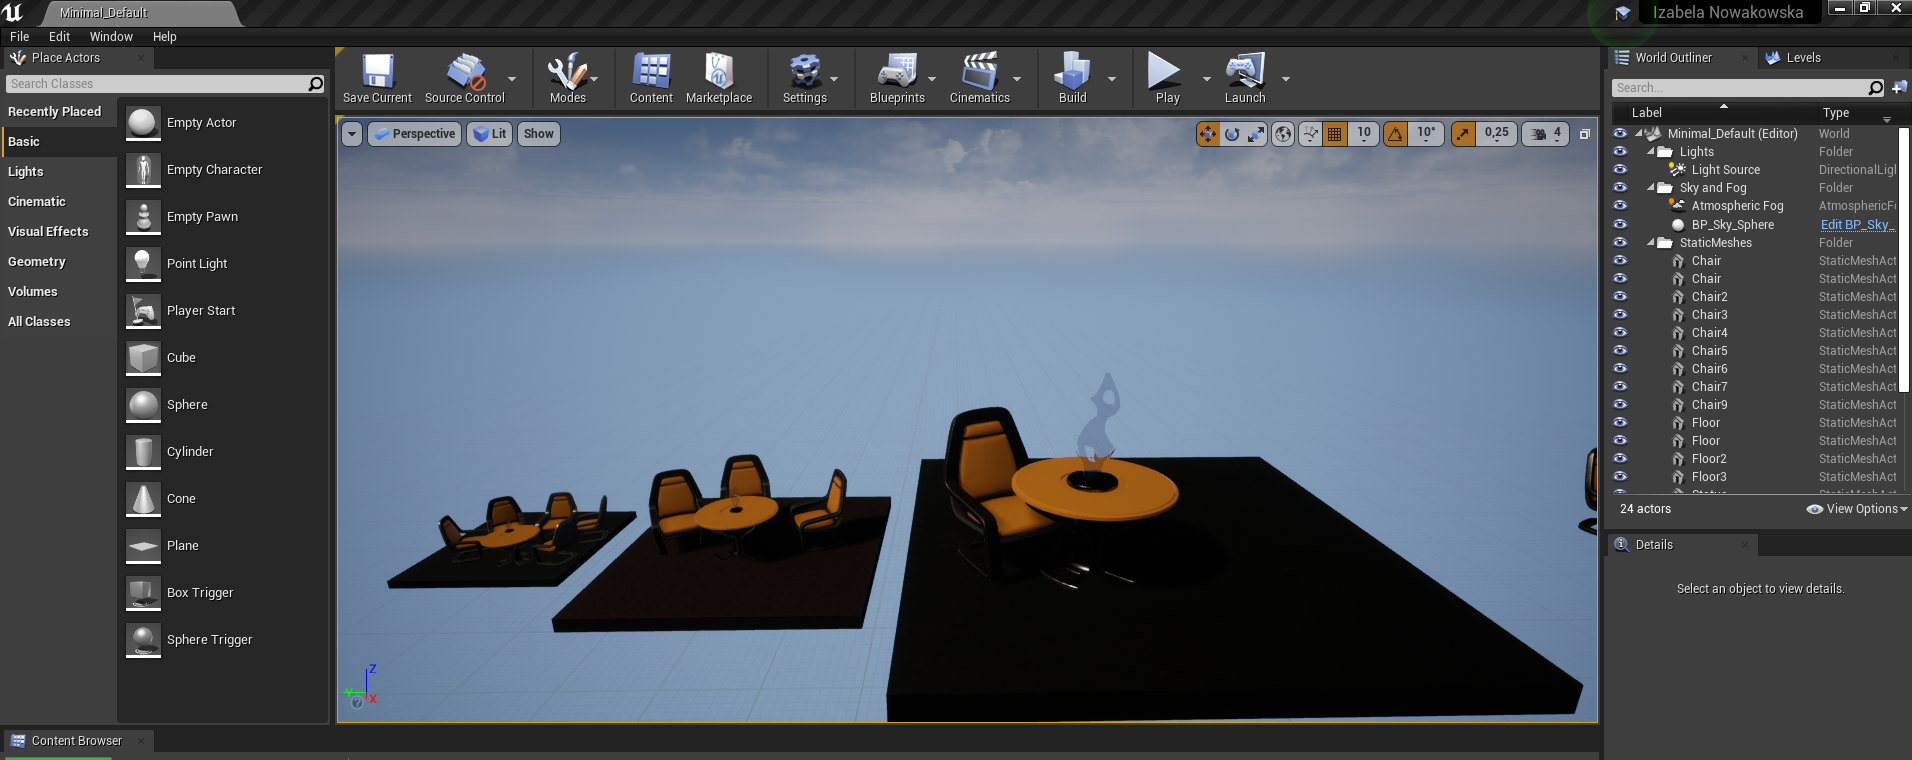 Minimal_Default
Izabela Nowakowska
File Edit Window Help
Place Actors
Search Classes
Recently Placed
Basic
Lights
Cinematic
Visual Effects
Geometry
Volumes
All Classes
Empty Actor
Empty Character
Empty Pawn
Point Light
Player Start
Cube
Sphere
Cylinder
Cone
Plane
Box Trigger
Sphere Trigger
Save Current Source Control Modes Content Marketplace Settings Blueprints Cinematics Build Play Launch
Perspective Lit Show
10 10° 0,25 4
Z
Y
X
World Outliner Levels
Search...
Label Type
Minimal_Default (Editor) World
Lights Folder
Light Source DirectionalLigh
Sky and Fog Folder
Atmospheric Fog AtmosphericFo
BP_Sky_Sphere Edit BP_Sky_
StaticMeshes Folder
Chair StaticMeshAct
Chair StaticMeshAct
Chair2 StaticMeshAct
Chair3 StaticMeshAct
Chair4 StaticMeshAct
Chair5 StaticMeshAct
Chair6 StaticMeshAct
Chair7 StaticMeshAct
Chair9 StaticMeshAct
Floor StaticMeshAct
Floor StaticMeshAct
Floor2 StaticMeshAct
Floor3 StaticMeshAct
24 actors View Options
Details
Select an object to view details.
Content Browser